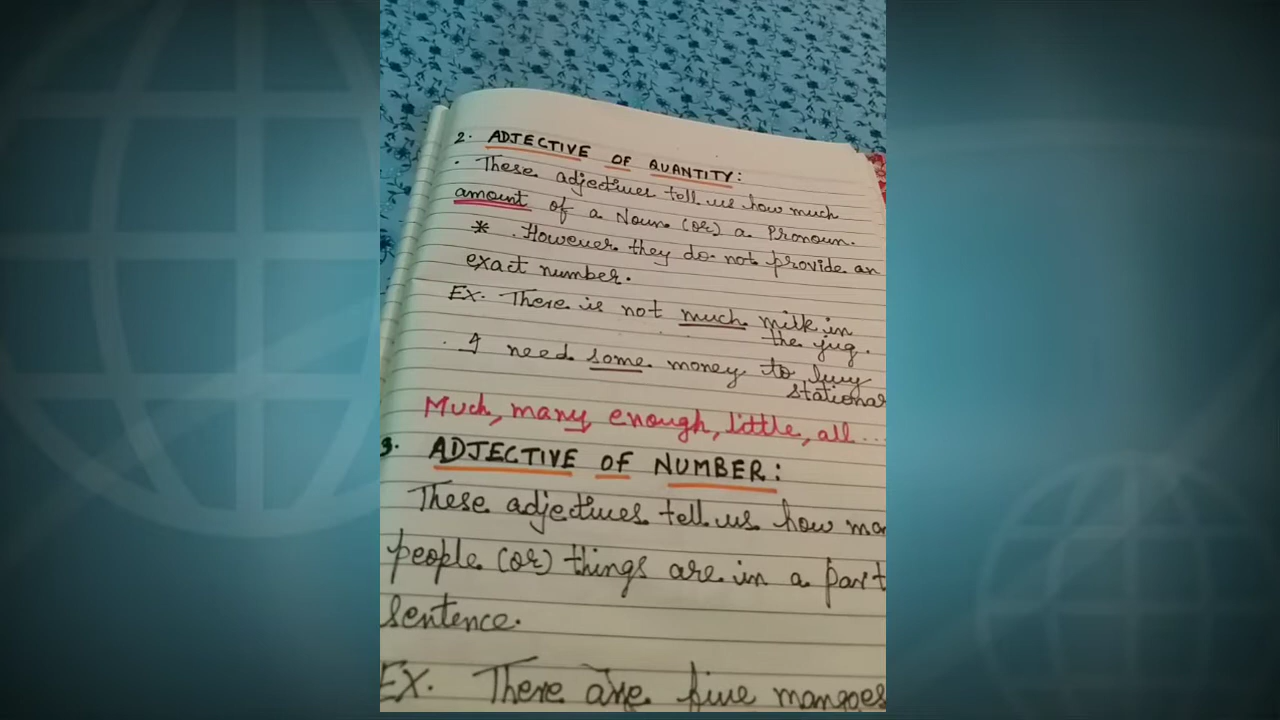 2. ADJECTIVE OF QUANTITY:
· These adjectives tell us how much
amount of a Noun (or) a Pronoun.
* . However they do not provide an
exact number.
EX. There is not much milk in
the jug.
. I need some money to buy
stationar
Much, many, enough, little, all...
3. ADJECTIVE OF NUMBER:
These adjectives tell us how man
people (or) things are in a part
sentence.
EX. There are five mangoes